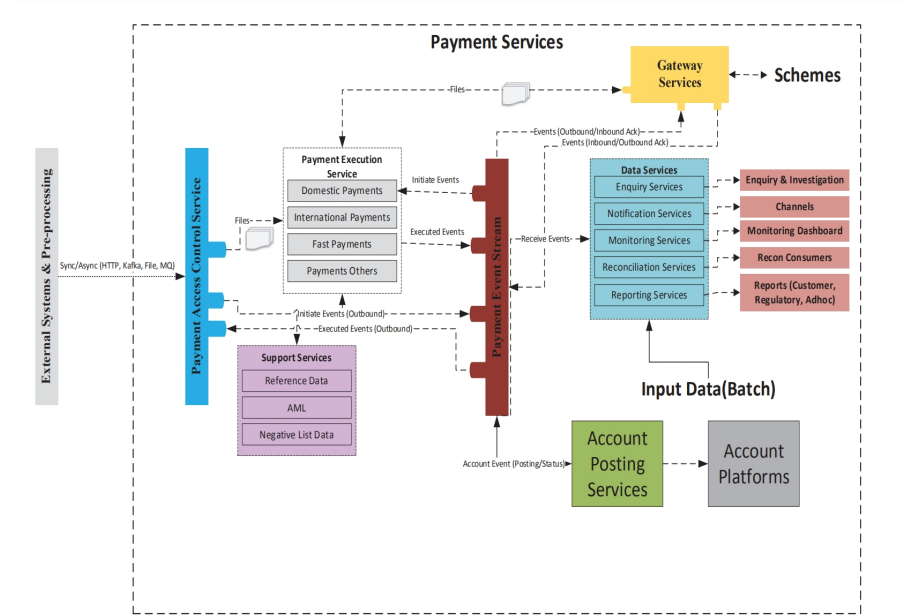 Payment Services
Gateway
Services
Schemes
Files
Events (Outbound/Inbound Ack)
Events (Inbound/Outbound Ack)
External Systems & Pre-processing
Sync/Async (HTTP, Kafka, File, MQ)
Payment Access Control Service
Files
Payment Execution
Service
Domestic Payments
International Payments
Fast Payments
Payments Others
Initiate Events
Executed Events
Initiate Events (Outbound)
Executed Events (Outbound)
Support Services
Reference Data
AML
Negative List Data
Payment Event Stream
Receive Events
Data Services
Enquiry Services
Notification Services
Monitoring Services
Reconciliation Services
Reporting Services
Enquiry & Investigation
Channels
Monitoring Dashboard
Recon Consumers
Reports (Customer,
Regulatory, Adhoc)
Input Data(Batch)
Account Event (Posting/Status)
Account
Posting
Services
Account
Platforms